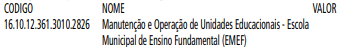 CODIGO NOME VALOR
16.10.12.361.3010.2826 Manutenção e Operação de Unidades Educacionais - Escola
Municipal de Ensino Fundamental (EMEF)